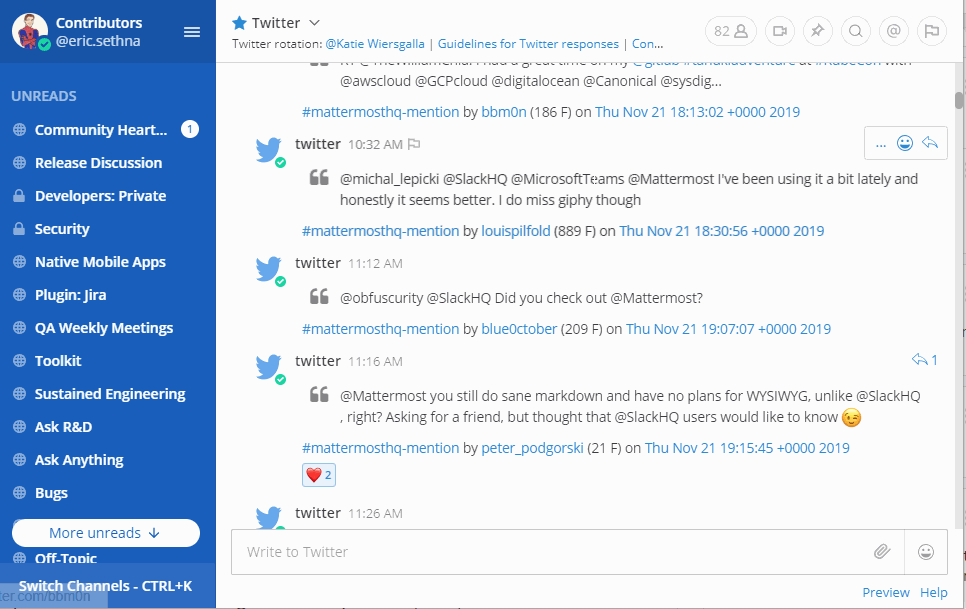 Contributors
@eric.sethna
UNREADS
Community Heart... 1
Release Discussion
Developers: Private
Security
Native Mobile Apps
Plugin: Jira
QA Weekly Meetings
Toolkit
Sustained Engineering
Ask R&D
Ask Anything
Bugs
More unreads
Off-Topic
Switch Channels - CTRL+K
ter.com/bbm0n
Twitter
82
Twitter rotation: @Katie Wiersgalla | Guidelines for Twitter responses | Con...
@awscloud @GCPcloud @digitalocean @Canonical @sysdig...
#mattermosthq-mention by bbm0n (186 F) on Thu Nov 21 18:13:02 +0000 2019
twitter 10:32 AM
...
@michal_lepicki @SlackHQ @MicrosoftTeams @Mattermost I've been using it a bit lately and
honestly it seems better. I do miss giphy though
#mattermosthq-mention by louispilfold (889 F) on Thu Nov 21 18:30:56 +0000 2019
twitter 11:12 AM
@obfuscurity @SlackHQ Did you check out @Mattermost?
#mattermosthq-mention by blue0ctober (209 F) on Thu Nov 21 19:07:07 +0000 2019
twitter 11:16 AM
1
@Mattermost you still do sane markdown and have no plans for WYSIWYG, unlike @SlackHQ
, right? Asking for a friend, but thought that @SlackHQ users would like to know 😉
#mattermosthq-mention by peter_podgorski (21 F) on Thu Nov 21 19:15:45 +0000 2019
❤️ 2
twitter 11:26 AM
Write to Twitter
Preview Help